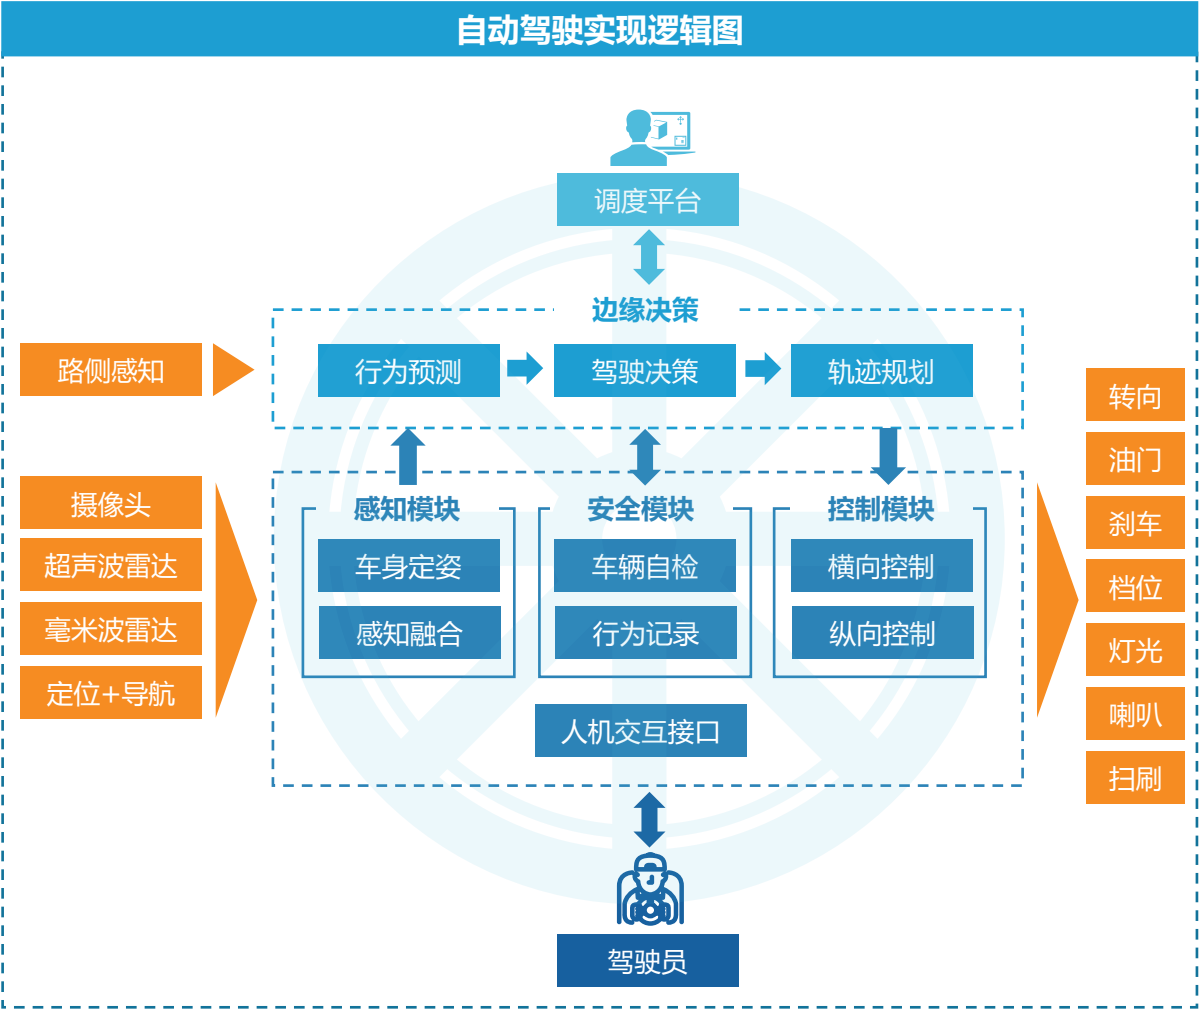 自动驾驶实现逻辑图
调度平台
边缘决策
路侧感知
行为预测
驾驶决策
轨迹规划
摄像头
超声波雷达
毫米波雷达
定位+导航
感知模块
车身定姿
感知融合
安全模块
车辆自检
行为记录
控制模块
横向控制
纵向控制
人机交互接口
转向
油门
刹车
档位
灯光
喇叭
扫刷
驾驶员